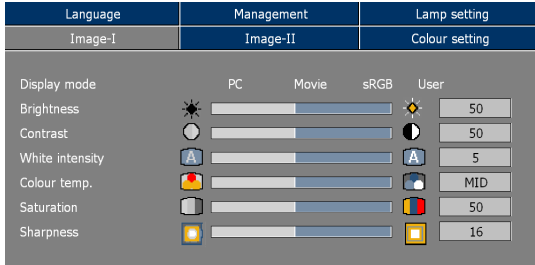 Language Management Lamp setting
Image-I Image-II Colour setting
Display mode PC Movie sRGB User
Brightness 50
Contrast 50
White intensity A A 5
Colour temp. MID
Saturation 50
Sharpness 16